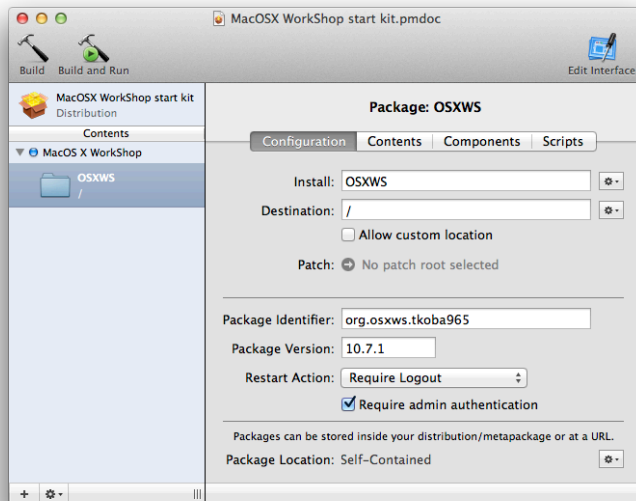 MacOSX WorkShop start kit.pmdoc
Build
Build and Run
Edit Interface
MacOSX WorkShop start kit
Distribution
Contents
MacOS X WorkShop
OSXWS
/
Package: OSXWS
Configuration
Contents
Components
Scripts
Install: OSXWS
Destination: /
Allow custom location
Patch: No patch root selected
Package Identifier: org.osxws.tkoba965
Package Version: 10.7.1
Restart Action: Require Logout
Require admin authentication
Packages can be stored inside your distribution/metapackage or at a URL.
Package Location: Self-Contained